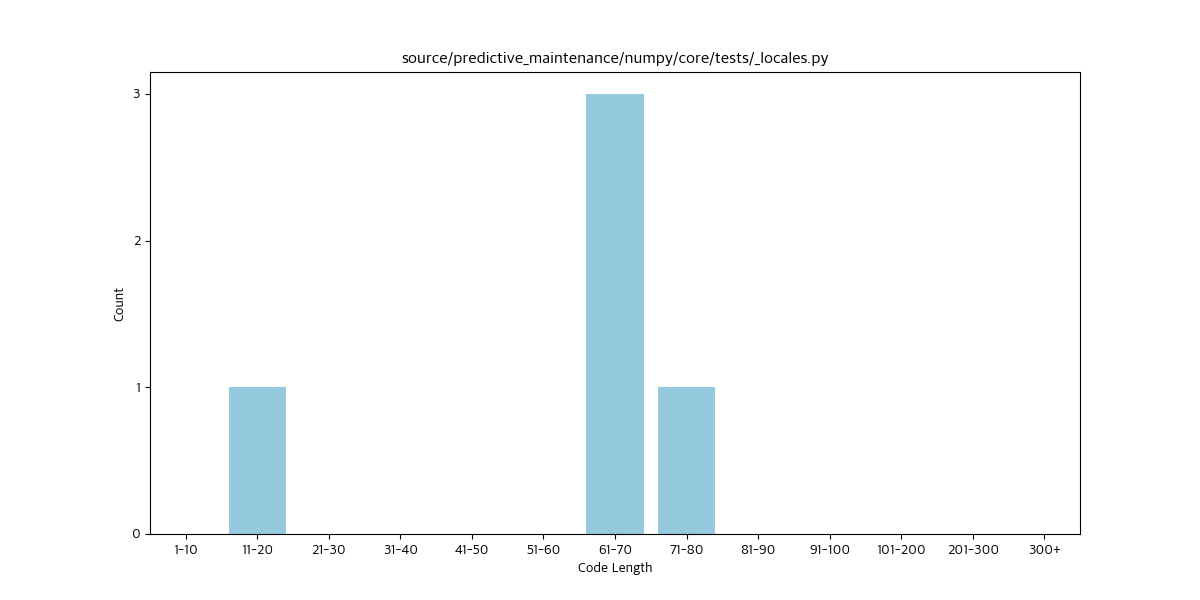 source/predictive_maintenance/numpy/core/tests/_locales.py
3
2
1
0
Count
1-10 11-20 21-30 31-40 41-50 51-60 61-70 71-80 81-90 91-100 101-200 201-300 300+
Code Length